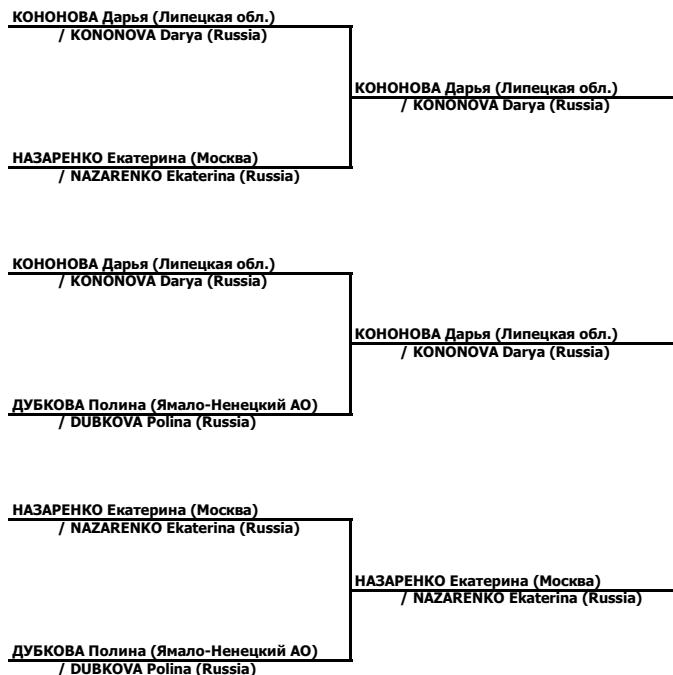 КОНОНОВА Дарья (Липецкая обл.)
/ KONONOVA Darya (Russia)
КОНОНОВА Дарья (Липецкая обл.)
/ KONONOVA Darya (Russia)
НАЗАРЕНКО Екатерина (Москва)
/ NAZARENKO Ekaterina (Russia)
КОНОНОВА Дарья (Липецкая обл.)
/ KONONOVA Darya (Russia)
КОНОНОВА Дарья (Липецкая обл.)
/ KONONOVA Darya (Russia)
ДУБКОВА Полина (Ямало-Ненецкий АО)
/ DUBKOVA Polina (Russia)
НАЗАРЕНКО Екатерина (Москва)
/ NAZARENKO Ekaterina (Russia)
НАЗАРЕНКО Екатерина (Москва)
/ NAZARENKO Ekaterina (Russia)
ДУБКОВА Полина (Ямало-Ненецкий АО)
/ DUBKOVA Polina (Russia)